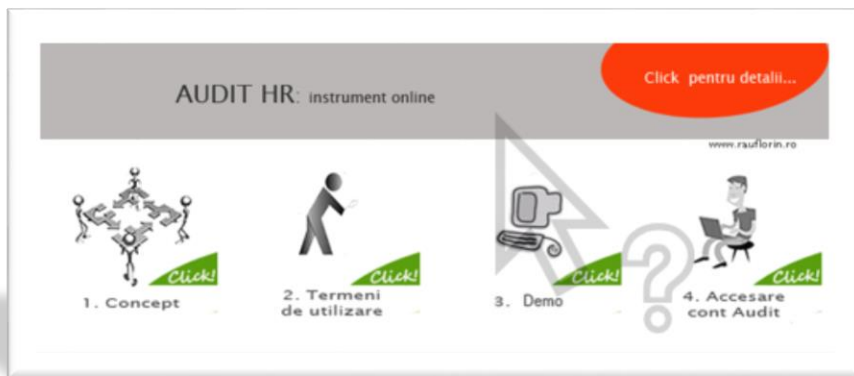 Click pentru detalii...
AUDIT HR: instrument online
www.rauflorin.ro
Click!
Click!
Click!
Click!
1. Concept
2. Termeni
de utilizare
3. Demo
4. Accesare
cont Audit